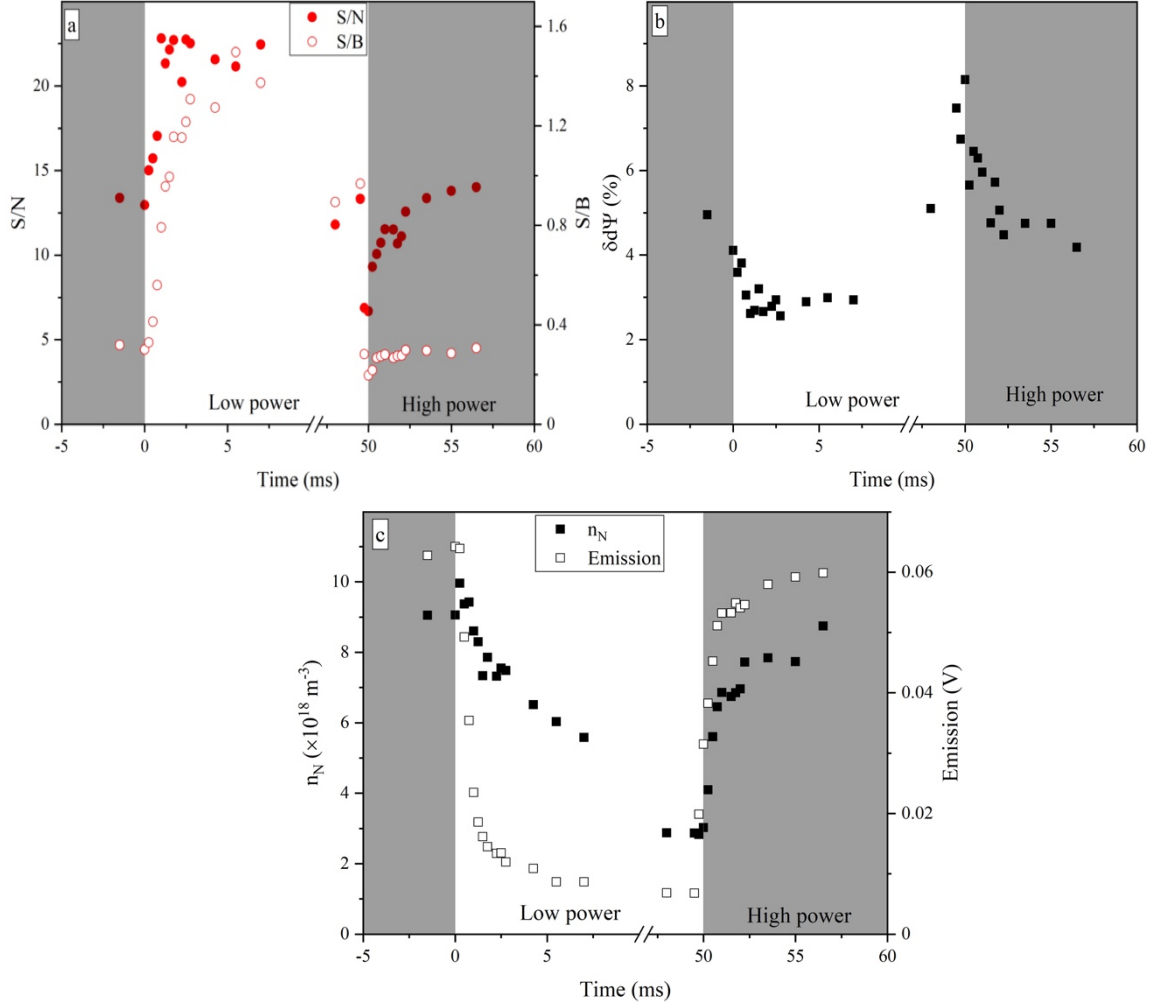 a
S/N
S/B
20
15
10
5
0
S/N
1.6
1.2
0.8
0.4
0
S/B
Low power
High power
-5 0 5 50 55 60
Time (ms)
b
8
6
4
2
0
δdΨ (%)
Low power
High power
-5 0 5 50 55 60
Time (ms)
c
n_N
Emission
10
8
6
4
2
0
n_N (×10^18 m^-3)
0.06
0.04
0.02
0
Emission (V)
Low power
High power
-5 0 5 50 55 60
Time (ms)